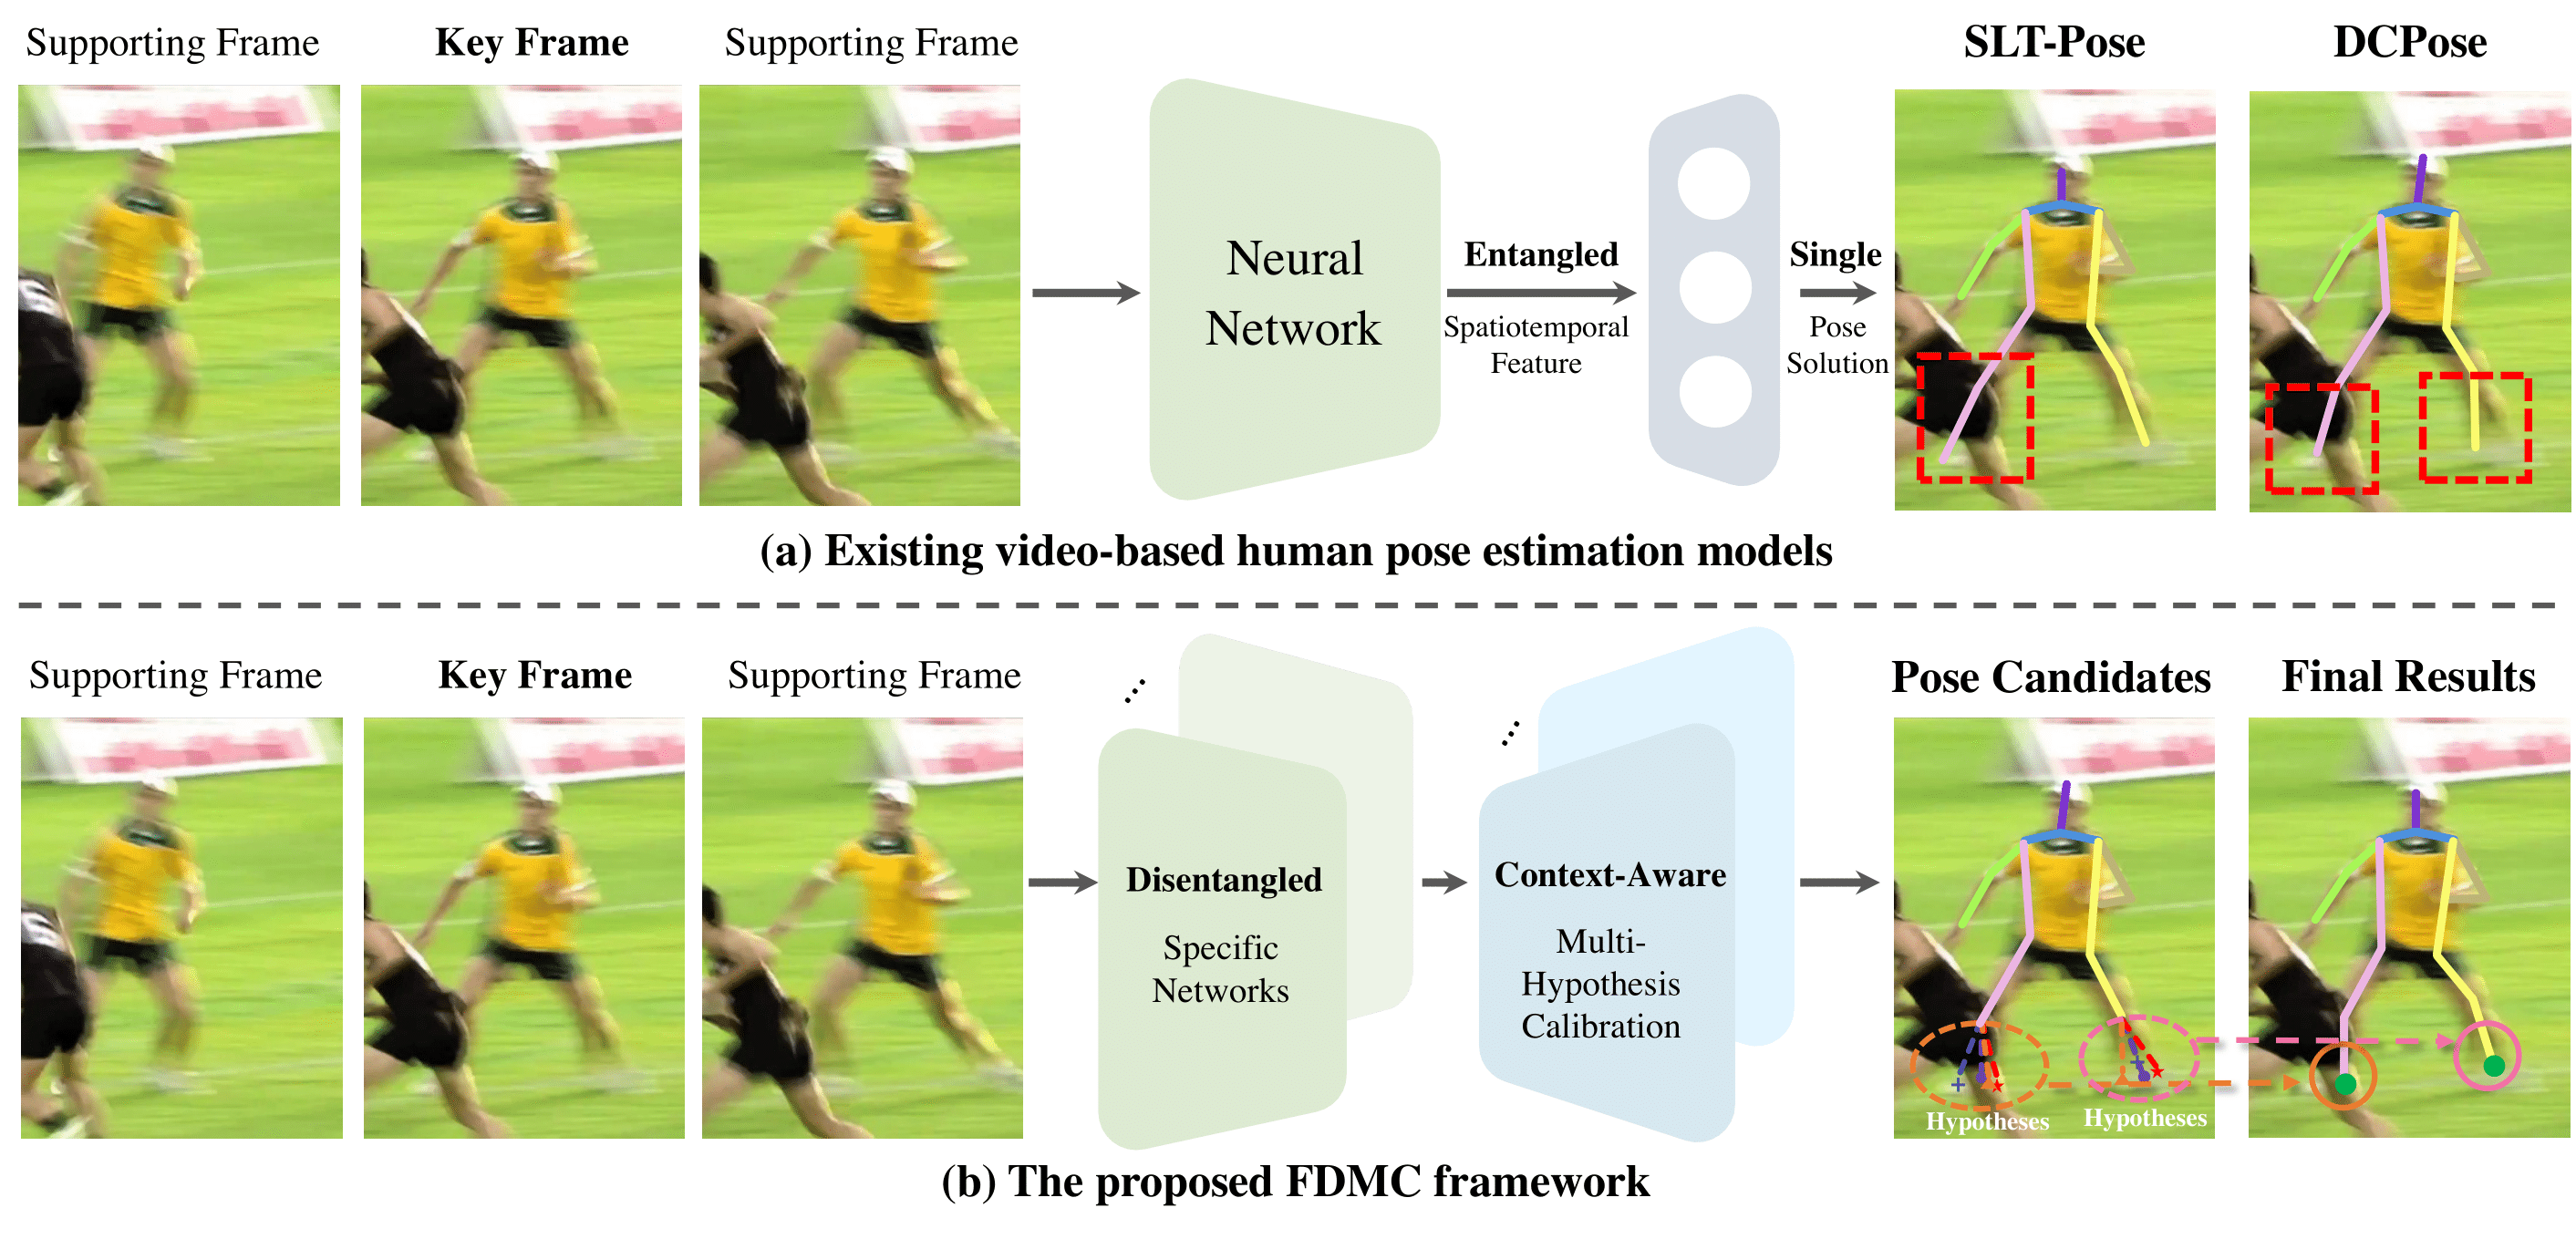 Supporting Frame
Key Frame
Supporting Frame
SLT-Pose
DCPose
Neural
Network
Entangled
Spatiotemporal
Feature
Single
Pose
Solution
(a) Existing video-based human pose estimation models
Supporting Frame
Key Frame
Supporting Frame
Pose Candidates
Final Results
Disentangled
Specific
Networks
Context-Aware
Multi-
Hypothesis
Calibration
Hypotheses
Hypotheses
(b) The proposed FDMC framework